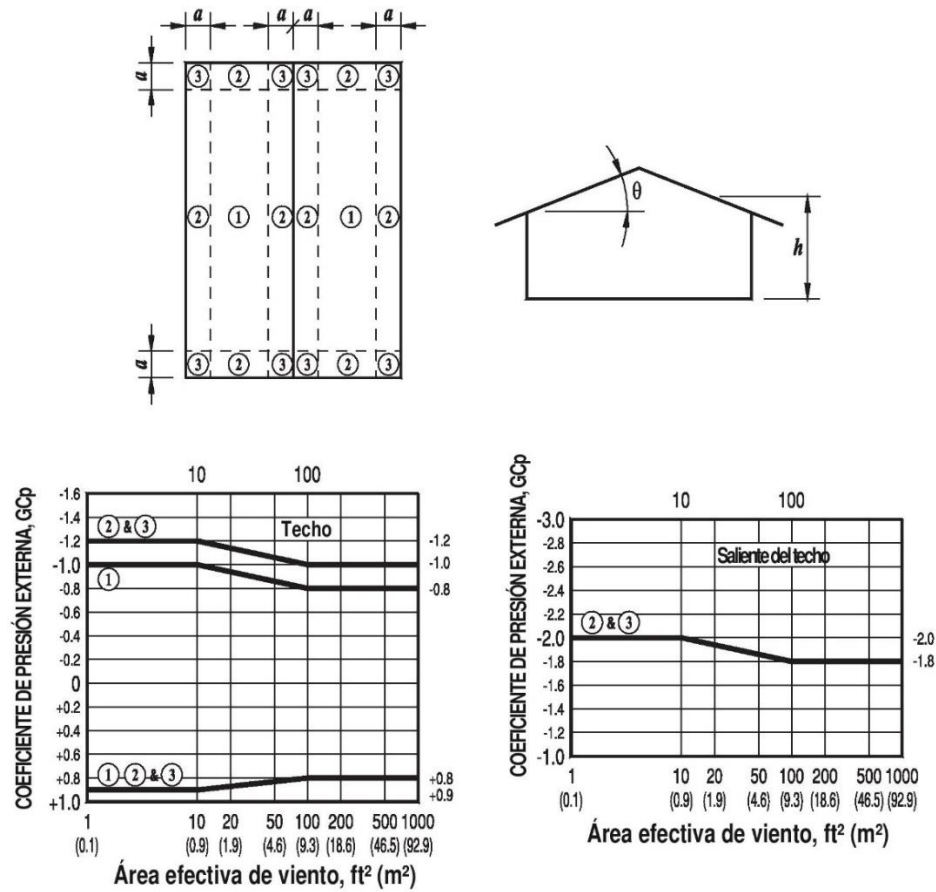 a a a a
a
3 2 3 3 2 3
2 1 2 2 1 2
a
3 2 3 3 2 3
θ
h
COEFICIENTE DE PRESIÓN EXTERNA, GCp
10 100
-1.6
-1.4
② & ③ Techo
-1.2 -1.2
-1.0 -1.0
①
-0.8 -0.8
-0.6
-0.4
-0.2
0
+0.2
+0.4
+0.6
+0.8 ① ② & ③ +0.8
+0.9
+1.0
1 10 20 50 100 200 500 1000
(0.1) (0.9) (1.9) (4.6) (9.3) (18.6) (46.5) (92.9)
Área efectiva de viento, ft² (m²)
COEFICIENTE DE PRESIÓN EXTERNA, GCp
10 100
-3.0
-2.8
Saliente del techo
-2.6
-2.4
-2.2
② & ③
-2.0 -2.0
-1.8 -1.8
-1.6
-1.4
-1.2
-1.0
1 10 20 50 100 200 500 1000
(0.1) (0.9) (1.9) (4.6) (9.3) (18.6) (46.5) (92.9)
Área efectiva de viento, ft² (m²)